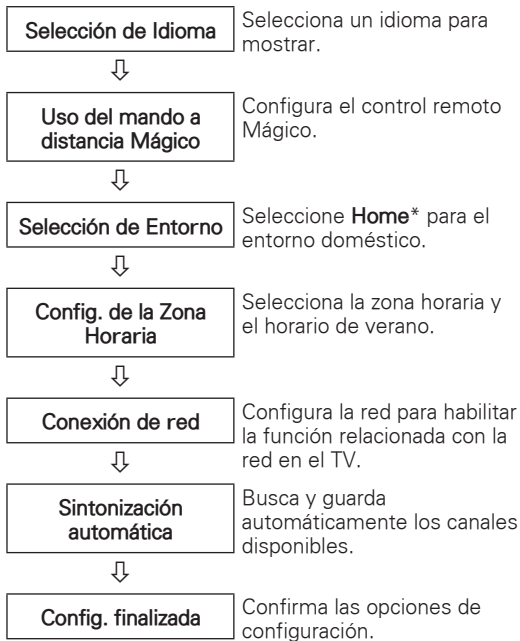 Selección de Idioma
Selecciona un idioma para
mostrar.
Uso del mando a
distancia Mágico
Configura el control remoto
Mágico.
Selección de Entorno
Seleccione Home* para el
entorno doméstico.
Config. de la Zona
Horaria
Selecciona la zona horaria y
el horario de verano.
Conexión de red
Configura la red para habilitar
la función relacionada con la
red en el TV.
Sintonización
automática
Busca y guarda
automáticamente los canales
disponibles.
Config. finalizada
Confirma las opciones de
configuración.